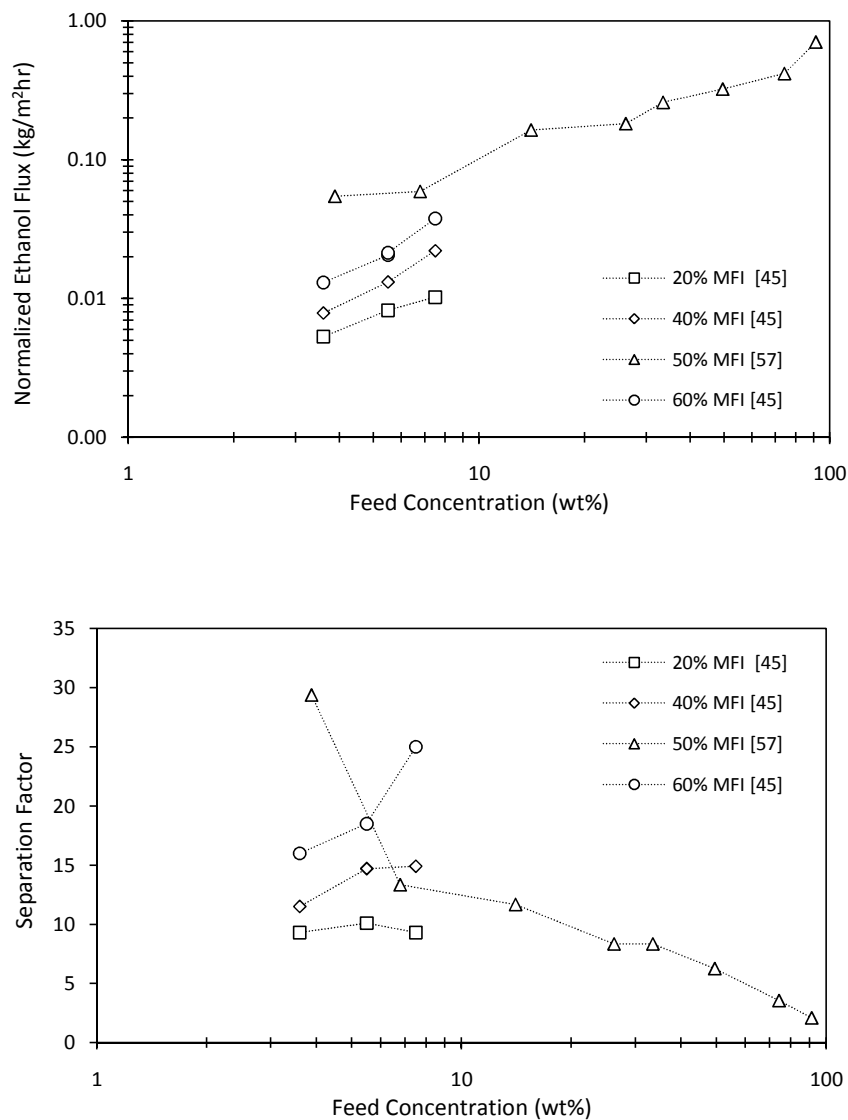 1.00
0.10
0.01
0.00
Normalized Ethanol Flux (kg/m²hr)
20% MFI [45]
40% MFI [45]
50% MFI [57]
60% MFI [45]
1 10 100
Feed Concentration (wt%)
35
30
25
20
15
10
5
0
Separation Factor
20% MFI [45]
40% MFI [45]
50% MFI [57]
60% MFI [45]
1 10 100
Feed Concentration (wt%)